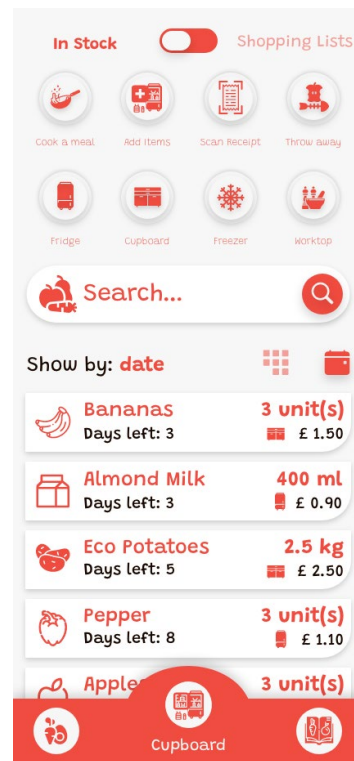 In Stock
Shopping Lists
Cook a meal
Add Items
Scan Receipt
Throw away
Fridge
Cupboard
Freezer
Worktop
Search...
Show by: date
Bananas
3 unit(s)
Days left: 3
£ 1.50
Almond Milk
400 ml
Days left: 3
£ 0.90
Eco Potatoes
2.5 kg
Days left: 5
£ 2.50
Pepper
3 unit(s)
Days left: 8
£ 1.10
Apples
3 unit(s)
Cupboard